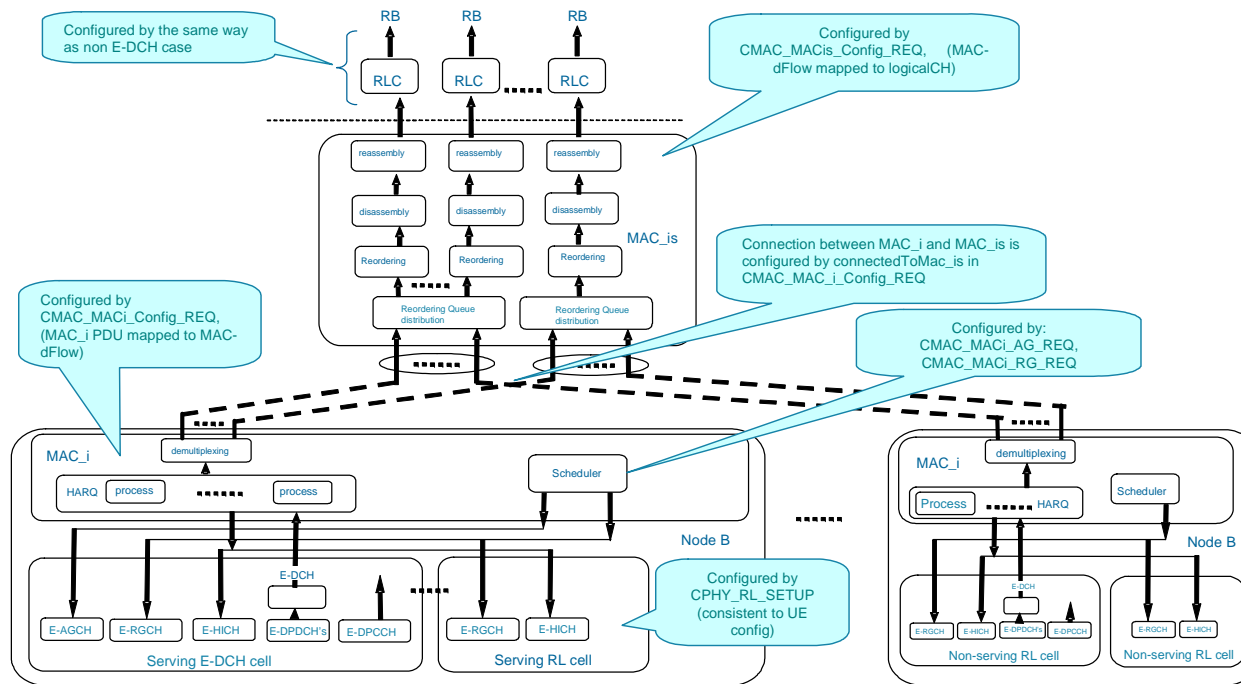 RB
RB
RB
Configured by the same way
as non E-DCH case
Configured by
CMAC_MACis_Config_REQ, (MAC-
dFlow mapped to logicalCH)
RLC
RLC
RLC
reassembly
reassembly
reassembly
disassembly
disassembly
disassembly
MAC_is
Reordering
Reordering
Reordering
Connection between MAC_i and MAC_is is
configured by connectedToMac_is in
CMAC_MAC_i_Config_REQ
Configured by
CMAC_MACi_Config_REQ,
(MAC_i PDU mapped to MAC-
dFlow)
Reordering Queue
distribution
Reordering Queue
distribution
Configured by:
CMAC_MACi_AG_REQ,
CMAC_MACi_RG_REQ
MAC_i
demultiplexing
Scheduler
HARQ
process
process
Node B
MAC_i
demultiplexing
Scheduler
Process
HARQ
Node B
E-DCH
E-AGCH
E-RGCH
E-HICH
E-DPDCH's
E-DPCCH
Serving E-DCH cell
E-RGCH
E-HICH
Serving RL cell
Configured by
CPHY_RL_SETUP
(consistent to UE
config)
E-DCH
E-RGCH
E-HICH
E-DPDCH's
E-DPCCH
Non-serving RL cell
E-RGCH
E-HICH
Non-serving RL cell